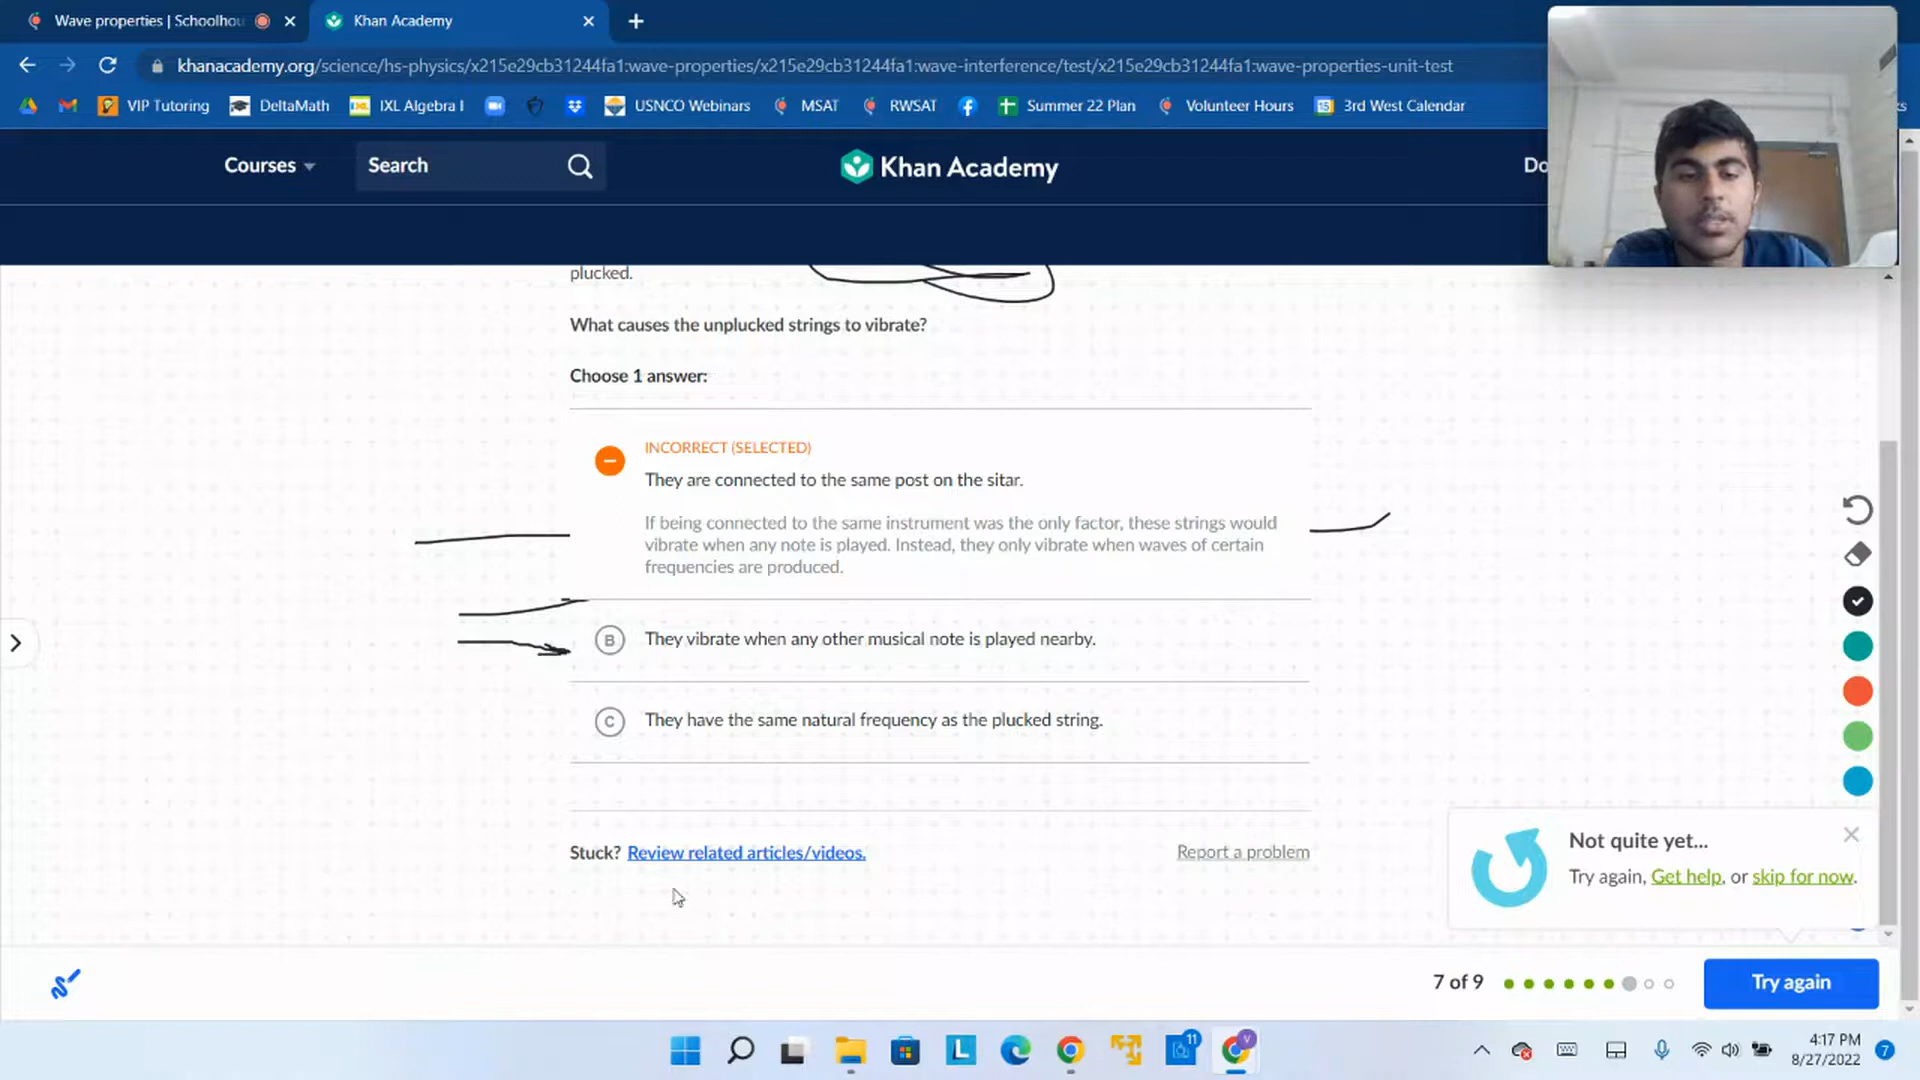 Wave properties | Schoolhou
Khan Academy
khanacademy.org/science/hs-physics/x215e29cb31244fa1:wave-properties/x215e29cb31244fa1:wave-interference/test/x215e29cb31244fa1:wave-properties-unit-test
VIP Tutoring DeltaMath IXL Algebra I USNCO Webinars MSAT RWSAT Summer 22 Plan Volunteer Hours 15 3rd West Calendar ks
Courses Search Khan Academy Do
plucked.
What causes the unplucked strings to vibrate?
Choose 1 answer:
INCORRECT (SELECTED)
They are connected to the same post on the sitar.
If being connected to the same instrument was the only factor, these strings would
vibrate when any note is played. Instead, they only vibrate when waves of certain
frequencies are produced.
B They vibrate when any other musical note is played nearby.
C They have the same natural frequency as the plucked string.
Stuck? Review related articles/videos. Report a problem
Not quite yet...
Try again, Get help, or skip for now.
7 of 9 Try again
L 11 V
4:17 PM
8/27/2022 7